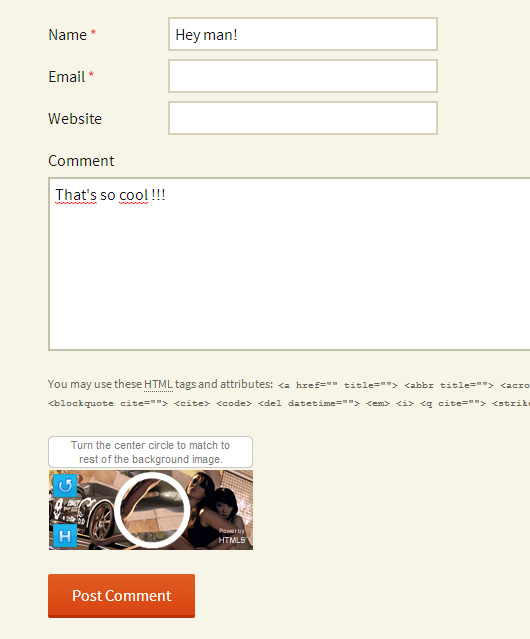 Name *
Hey man!
Email *
Website
Comment
That's so cool !!!
You may use these HTML tags and attributes: <a href="" title=""> <abbr title=""> <acro
<blockquote cite=""> <cite> <code> <del datetime=""> <em> <i> <q cite=""> <strike
Turn the center circle to match to
rest of the background image.
H
Power by
HTML5
Post Comment